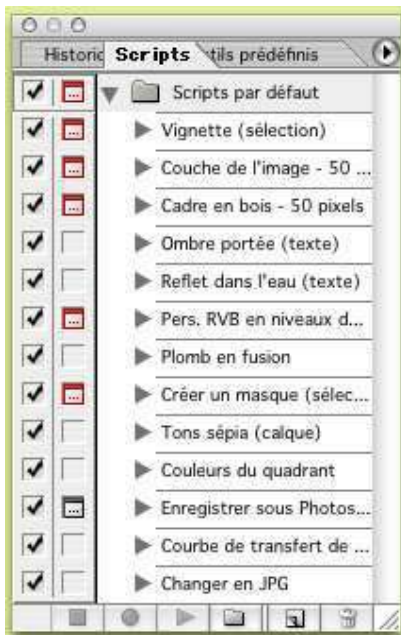 Historic Scripts tils prédéfinis
Scripts par défaut
Vignette (sélection)
Couche de l'image - 50 ...
Cadre en bois - 50 pixels
Ombre portée (texte)
Reflet dans l'eau (texte)
Pers. RVB en niveaux d...
Plomb en fusion
Créer un masque (sélec...
Tons sépia (calque)
Couleurs du quadrant
Enregistrer sous Photos...
Courbe de transfert de ...
Changer en JPG